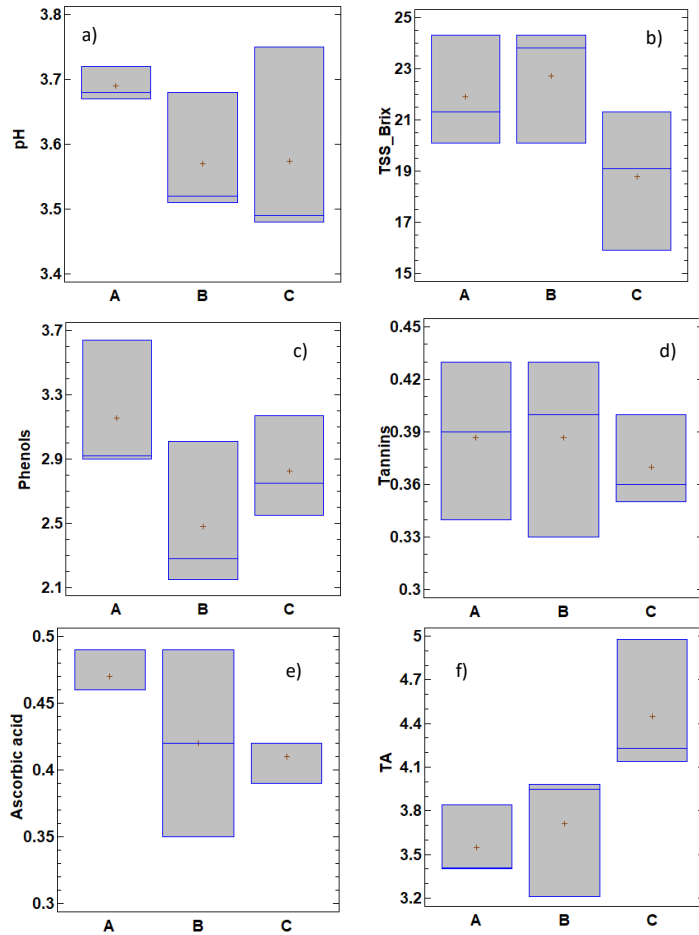 a)
3.8
3.7
3.6
3.5
3.4
pH
A B C
b)
25
23
21
19
17
15
TSS_Brix
A B C
c)
3.7
3.3
2.9
2.5
2.1
Phenols
A B C
d)
0.45
0.42
0.39
0.36
0.33
0.3
Tannins
A B C
e)
0.5
0.45
0.4
0.35
0.3
Ascorbic acid
A B C
f)
5
4.7
4.4
4.1
3.8
3.5
3.2
TA
A B C